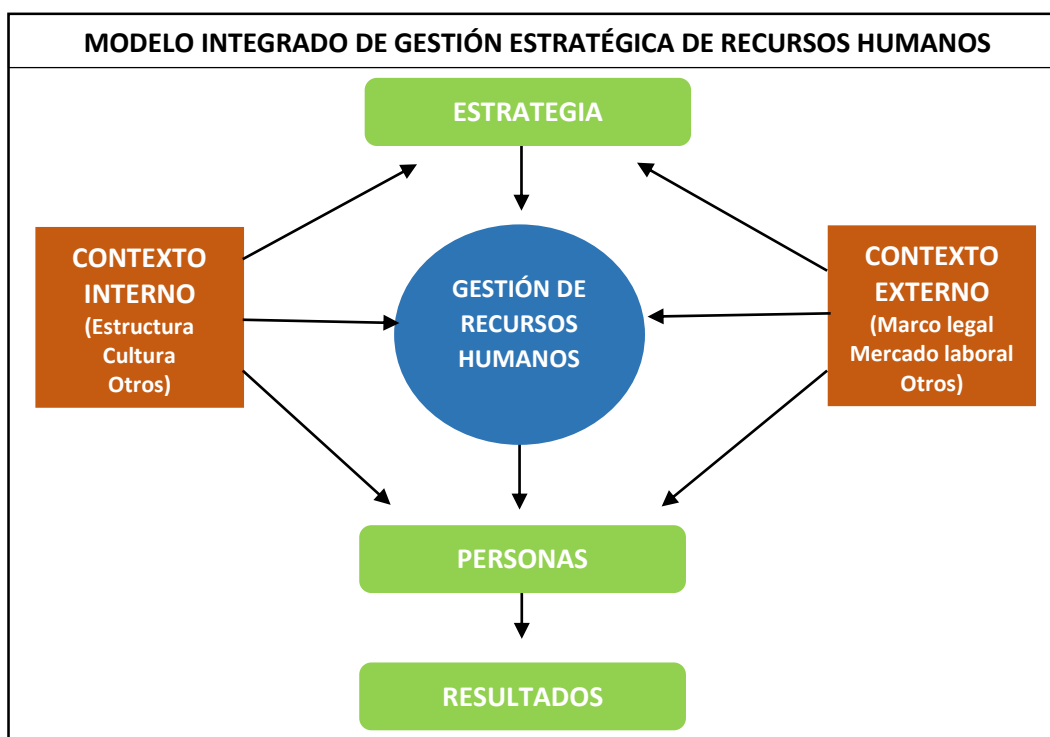 MODELO INTEGRADO DE GESTIÓN ESTRATÉGICA DE RECURSOS HUMANOS
ESTRATEGIA
CONTEXTO
INTERNO
(Estructura
Cultura
Otros)
GESTIÓN DE
RECURSOS
HUMANOS
CONTEXTO
EXTERNO
(Marco legal
Mercado laboral
Otros)
PERSONAS
RESULTADOS